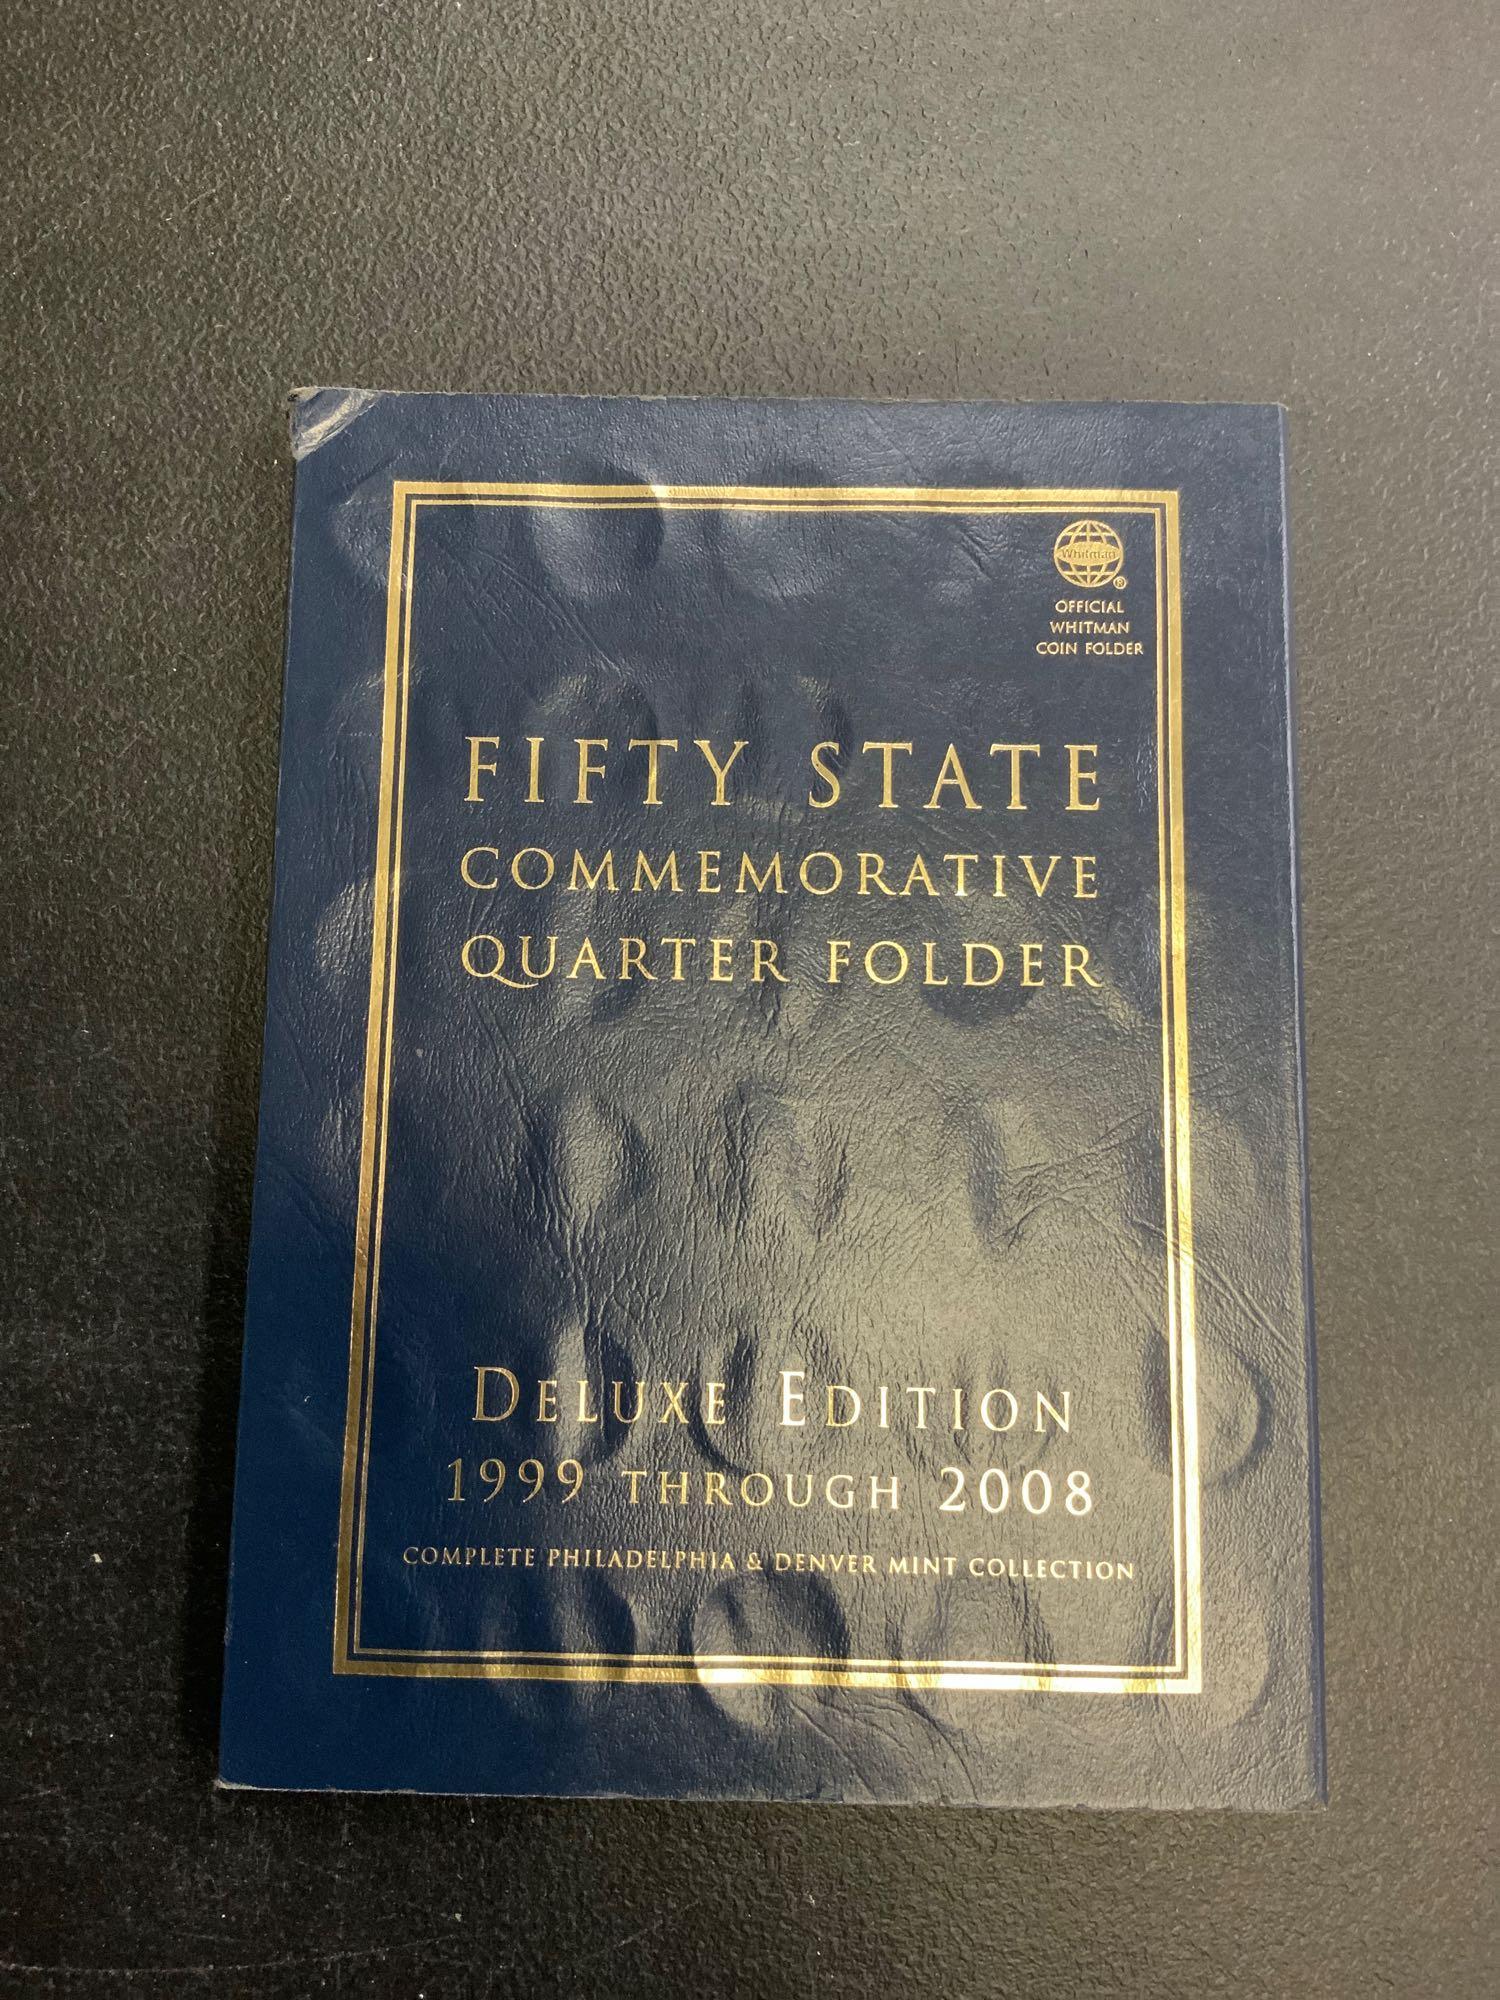 Whitman
®
OFFICIAL
WHITMAN
COIN FOLDER
FIFTY STATE
COMMEMORATIVE
QUARTER FOLDER
DELUXE EDITION
1999 THROUGH 2008
COMPLETE PHILADELPHIA & DENVER MINT COLLECTION